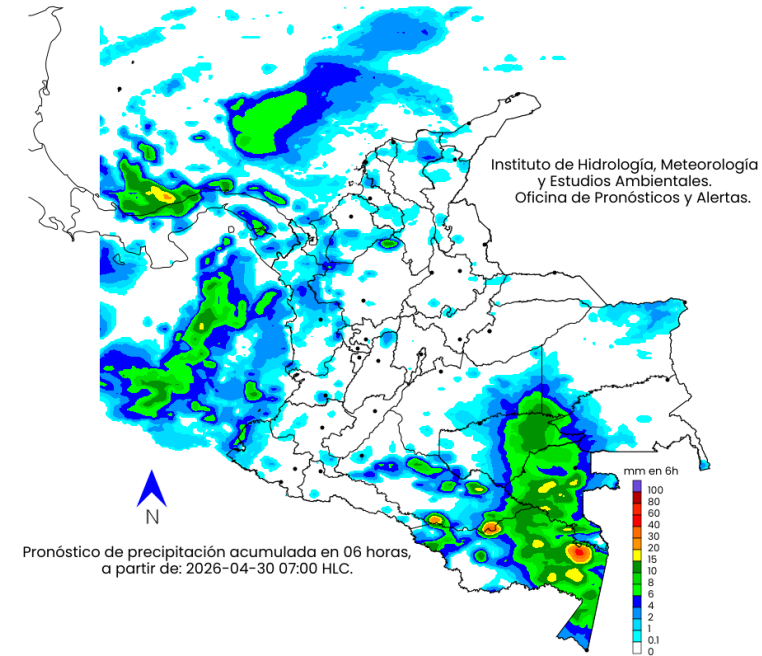 Instituto de Hidrología, Meteorología
y Estudios Ambientales.
Oficina de Pronósticos y Alertas.
mm en 6h
100
80
60
40
30
20
15
10
8
6
4
2
1
0.1
0
N
Pronóstico de precipitación acumulada en 06 horas,
a partir de: 2026-04-30 07:00 HLC.